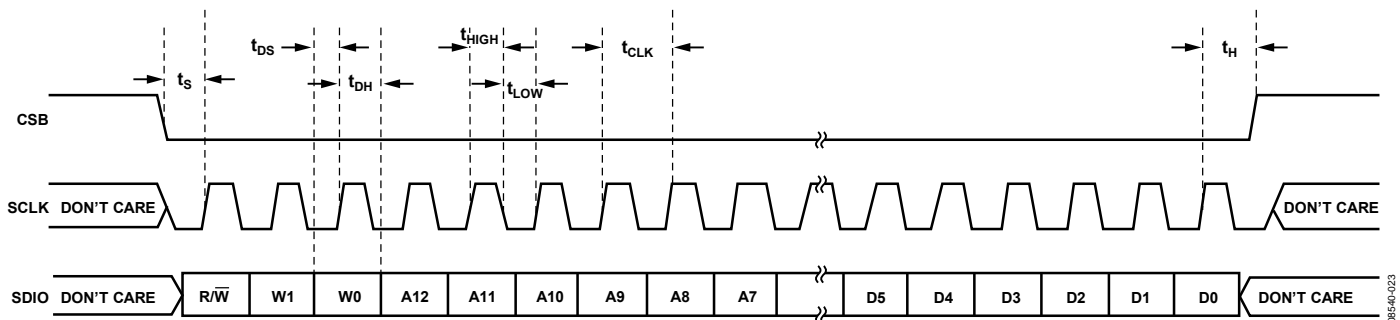 tDS
tHIGH
tCLK
tH
tS
tDH
tLOW
CSB
SCLK DON'T CARE DON'T CARE
SDIO DON'T CARE R/W̅ W1 W0 A12 A11 A10 A9 A8 A7 D5 D4 D3 D2 D1 D0 DON'T CARE
08540-023